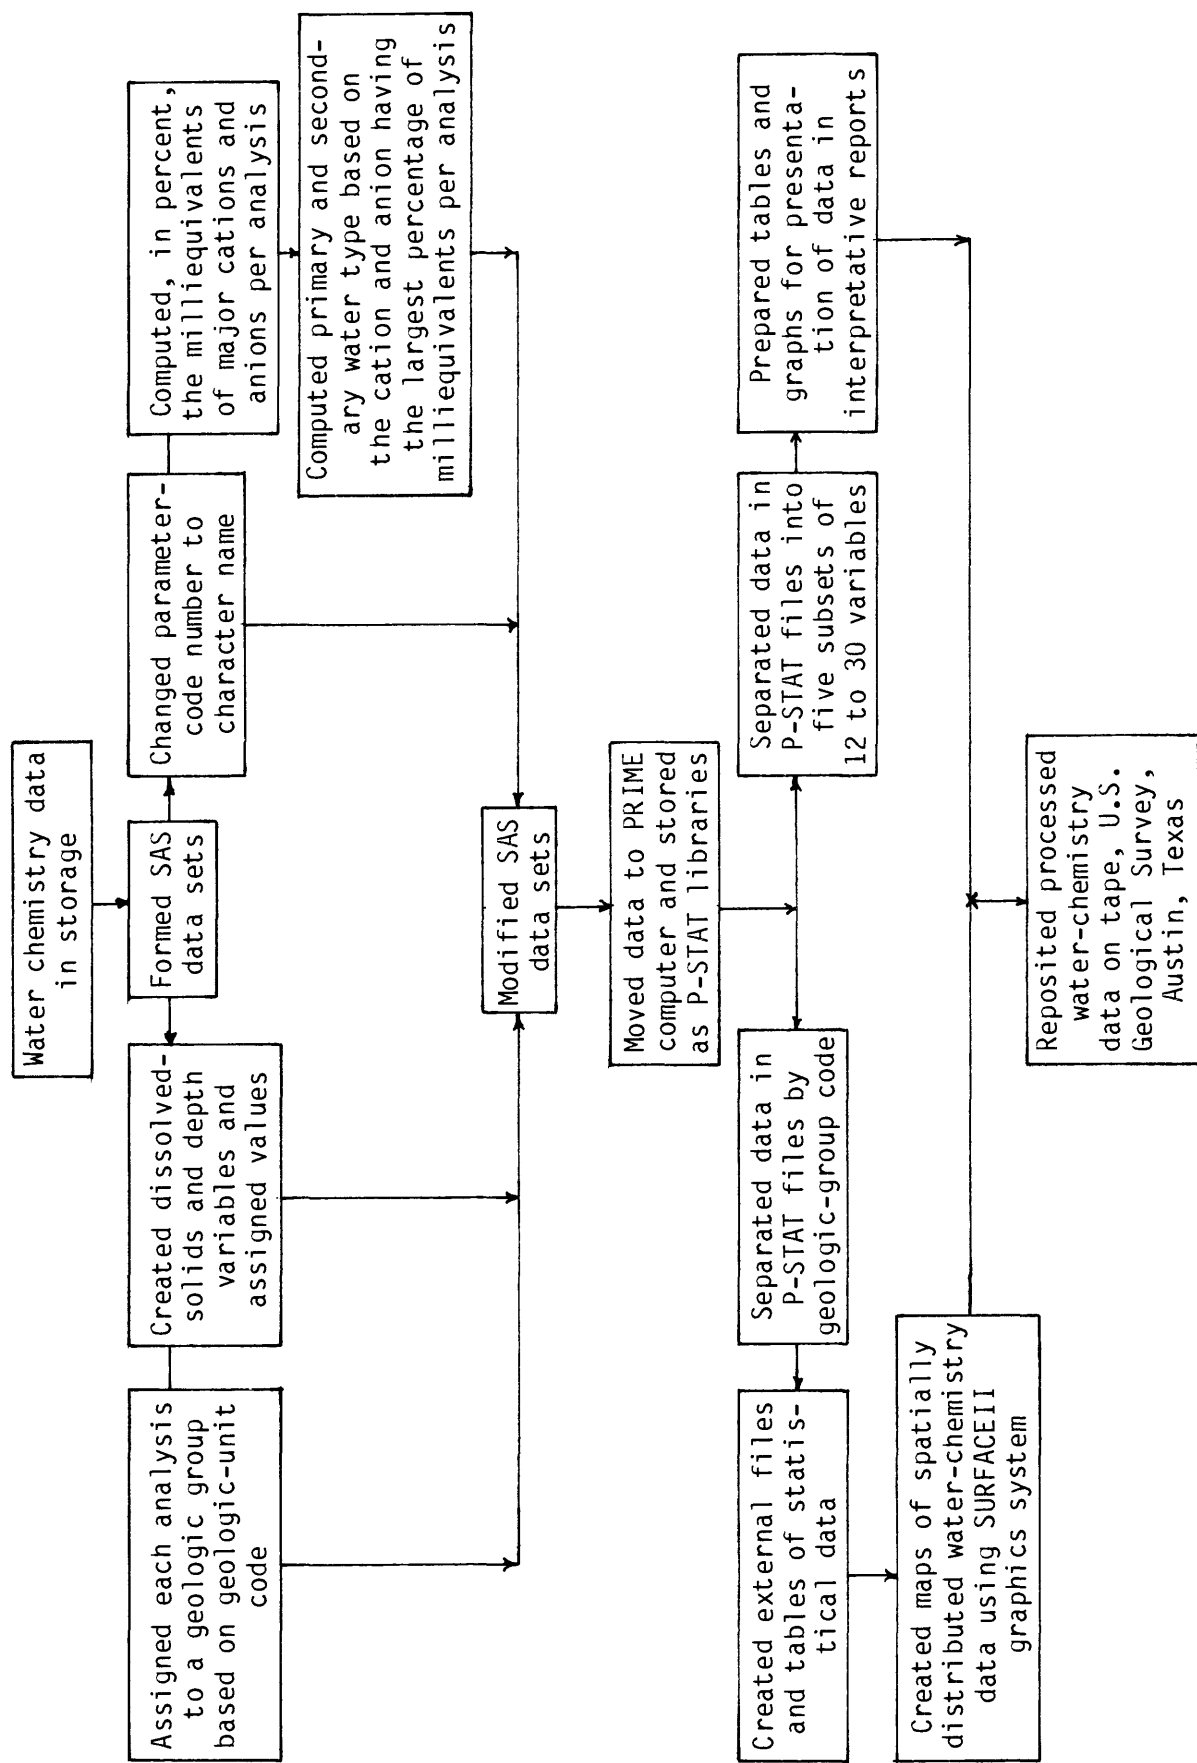 Water chemistry data
in storage
Formed SAS
data sets
Assigned each analysis
to a geologic group
based on geologic-unit
code
Created dissolved-
solids and depth
variables and
assigned values
Changed parameter-
code number to
character name
Computed, in percent,
the milliequivalents
of major cations and
anions per analysis
Computed primary and second-
ary water type based on
the cation and anion having
the largest percentage of
milliequivalents per analysis
Modified SAS
data sets
Moved data to PRIME
computer and stored
as P-STAT libraries
Created external files
and tables of statis-
tical data
Separated data in
P-STAT files by
geologic-group code
Separated data in
P-STAT files into
five subsets of
12 to 30 variables
Prepared tables and
graphs for presenta-
tion of data in
interpretative reports
Created maps of spatially
distributed water-chemistry
data using SURFACEII
graphics system
Reposited processed
water-chemistry
data on tape, U.S.
Geological Survey,
Austin, Texas